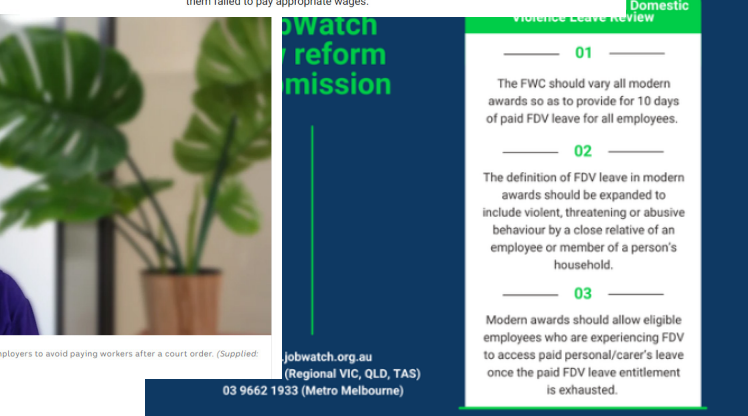 them failed to pay appropriate wages.
Domestic
Violence Leave Review
reform
01
The FWC should vary all modern
awards so as to provide for 10 days
of paid FDV leave for all employees.
02
The definition of FDV leave in modern
awards should be expanded to
include violent, threatening or abusive
behaviour by a close relative of an
employee or member of a person's
household.
03
Modern awards should allow eligible
employees who are experiencing FDV
to access paid personal/carer's leave
once the paid FDV leave entitlement
is exhausted.
to avoid paying workers after a court order. (Supplied:
.jobwatch.org.au
(Regional VIC, QLD, TAS)
03 9662 1933 (Metro Melbourne)